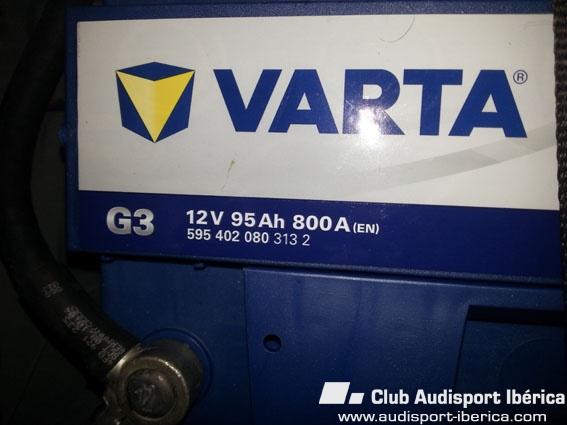 VARTA®
G3 12V 95Ah 800A (EN)
595 402 080 313 2
Club Audisport Ibérica
www.audisport-iberica.com